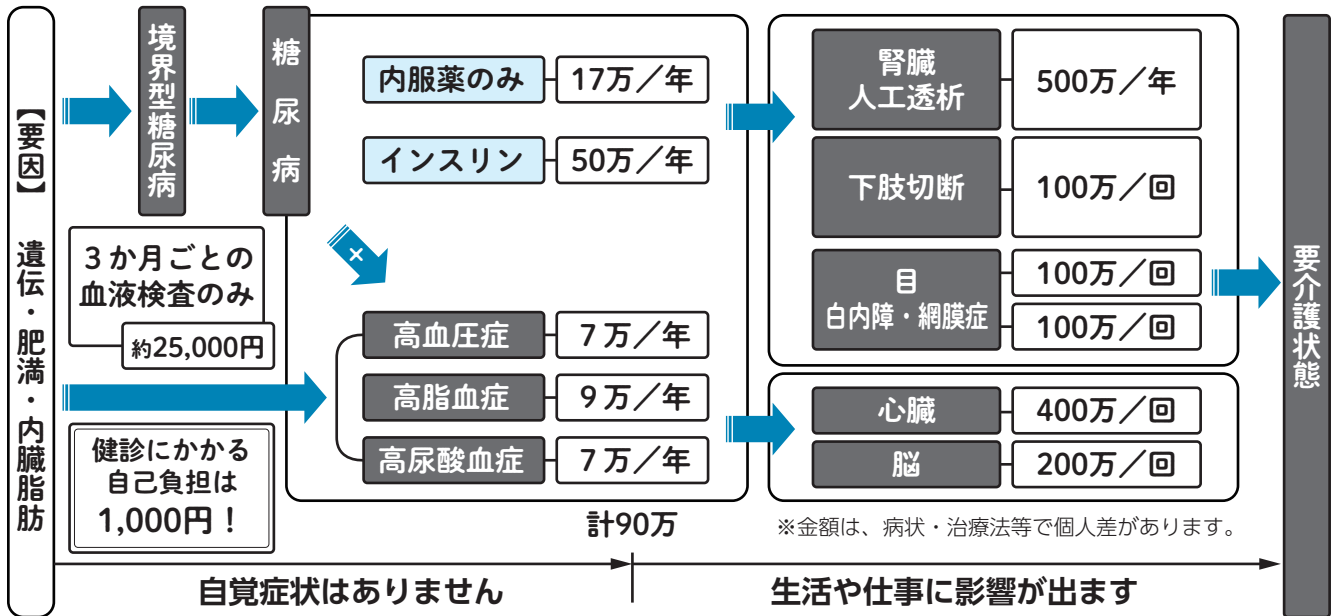 【要因】　遺伝・肥満・内臓脂肪
境界型糖尿病
糖尿病
3か月ごとの
血液検査のみ
約25,000円
健診にかかる
自己負担は
1,000円！
内服薬のみ
17万／年
インスリン
50万／年
×
高血圧症
7万／年
高脂血症
9万／年
高尿酸血症
7万／年
計90万
腎臓
人工透析
500万／年
下肢切断
100万／回
目
白内障・網膜症
100万／回
100万／回
心臓
400万／回
脳
200万／回
※金額は、病状・治療法等で個人差があります。
要介護状態
自覚症状はありません
生活や仕事に影響が出ます